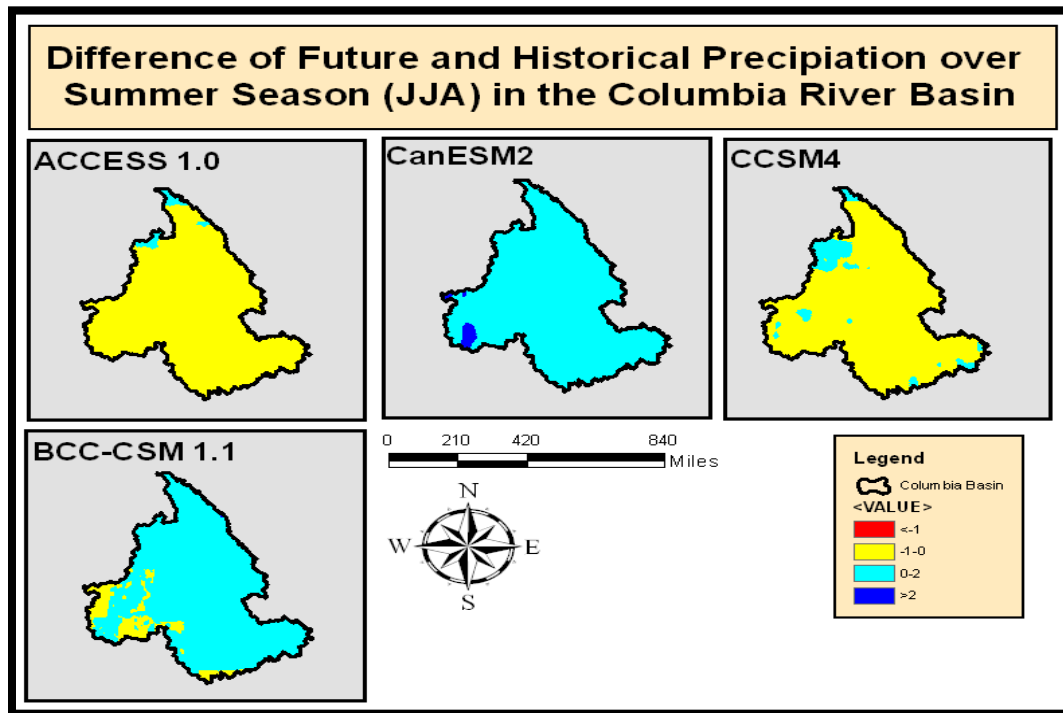 Difference of Future and Historical Precipiation over
Summer Season (JJA) in the Columbia River Basin
ACCESS 1.0
CanESM2
CCSM4
BCC-CSM 1.1
0 210 420 840
Miles
N
W E
S
Legend
Columbia Basin
<VALUE>
<-1
-1-0
0-2
>2